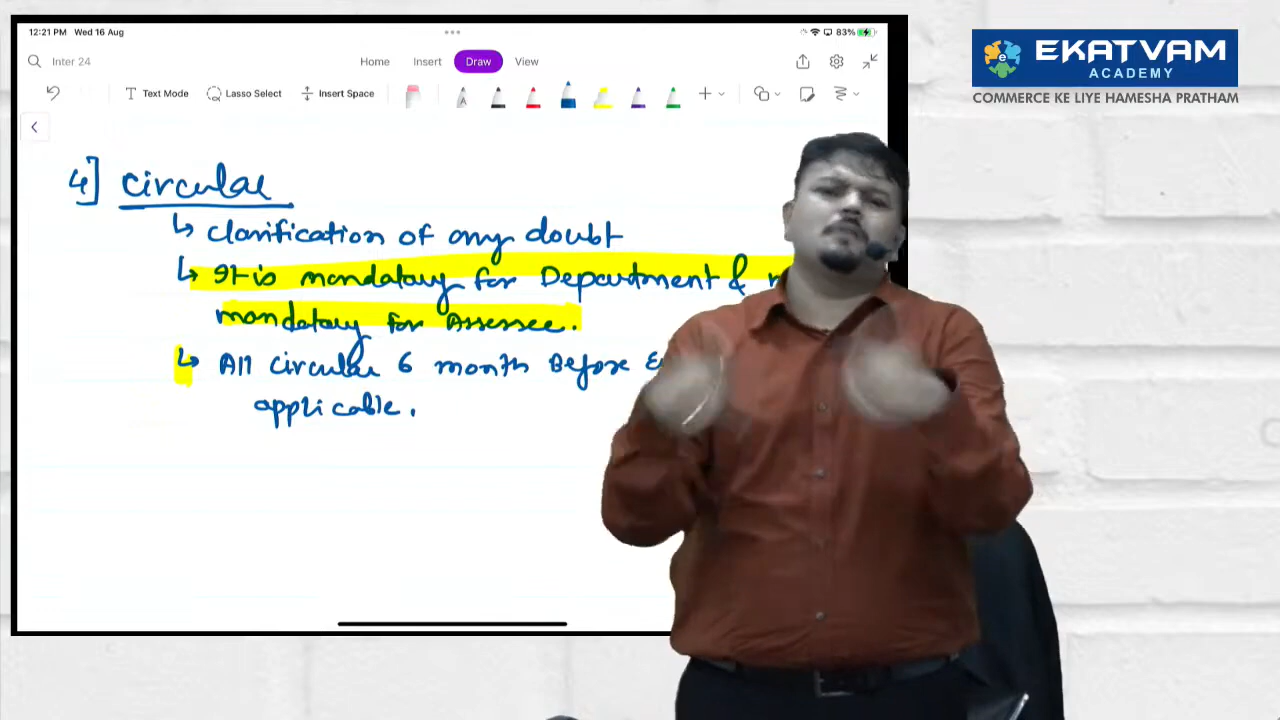 12:21 PM Wed 16 Aug
83%
EKATVAM
ACADEMY
COMMERCE KE LIYE HAMESHA PRATHAM
Inter 24
Home Insert Draw View
Text Mode Lasso Select Insert Space
4] Circular
↳ Clarification of any doubt
↳ It is mandatory for Department &
mandatory for Assessee.
↳ All Circular 6 month Before
applicable.